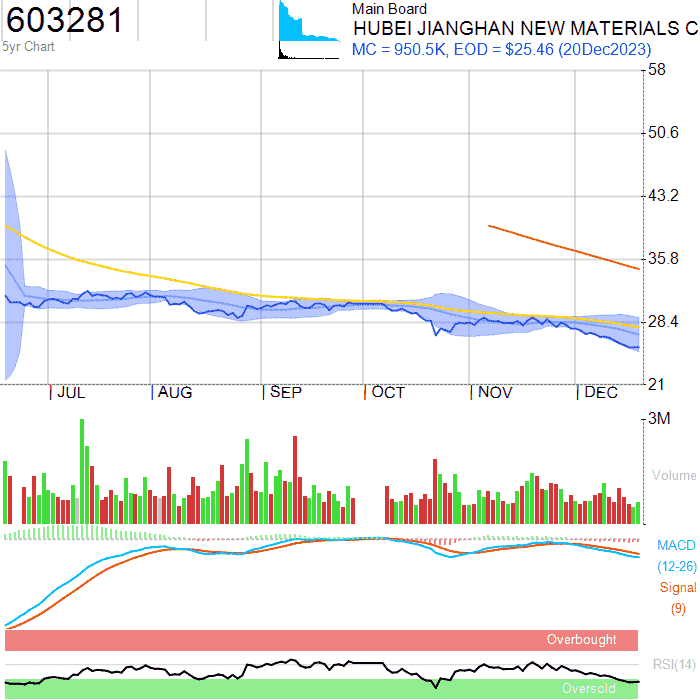 603281
5yr Chart
Main Board
HUBEI JIANGHAN NEW MATERIALS C
MC = 950.5K, EOD = $25.46 (20Dec2023)
58
50.6
43.2
35.8
28.4
21
JUL
AUG
SEP
OCT
NOV
DEC
3M
Volume
MACD
(12-26)
Signal
(9)
Overbought
RSI(14)
Oversold